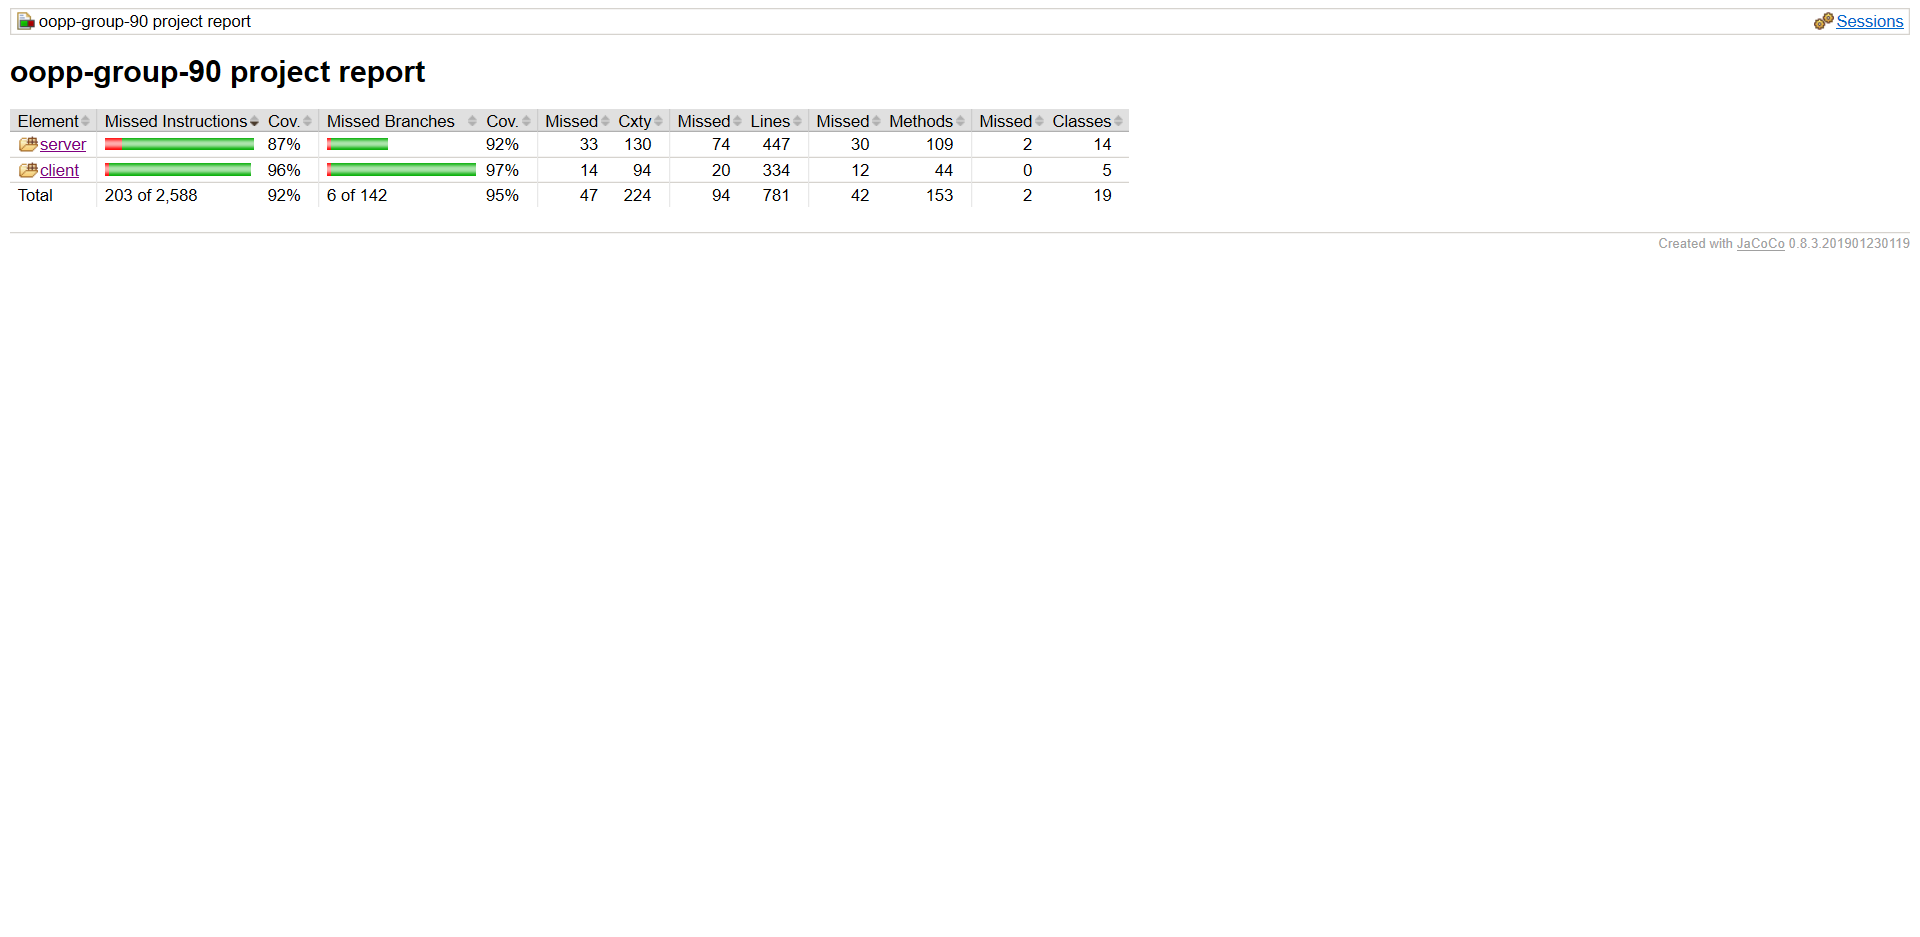 oopp-group-90 project report Sessions
oopp-group-90 project report
Element Missed Instructions Cov. Missed Branches Cov. Missed Cxty Missed Lines Missed Methods Missed Classes
server 87% 92% 33 130 74 447 30 109 2 14
client 96% 97% 14 94 20 334 12 44 0 5
Total 203 of 2,588 92% 6 of 142 95% 47 224 94 781 42 153 2 19
Created with JaCoCo 0.8.3.201901230119